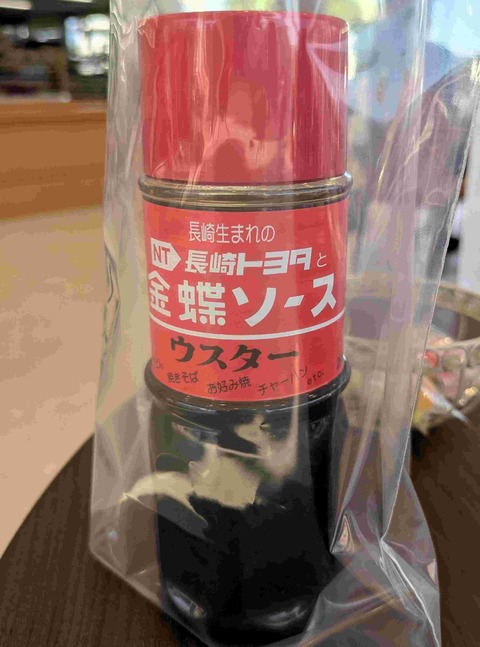 長崎生まれの
NT 長崎トヨタと
金蝶ソース
ウスター
焼きそば お好み焼 チャーハン etc.